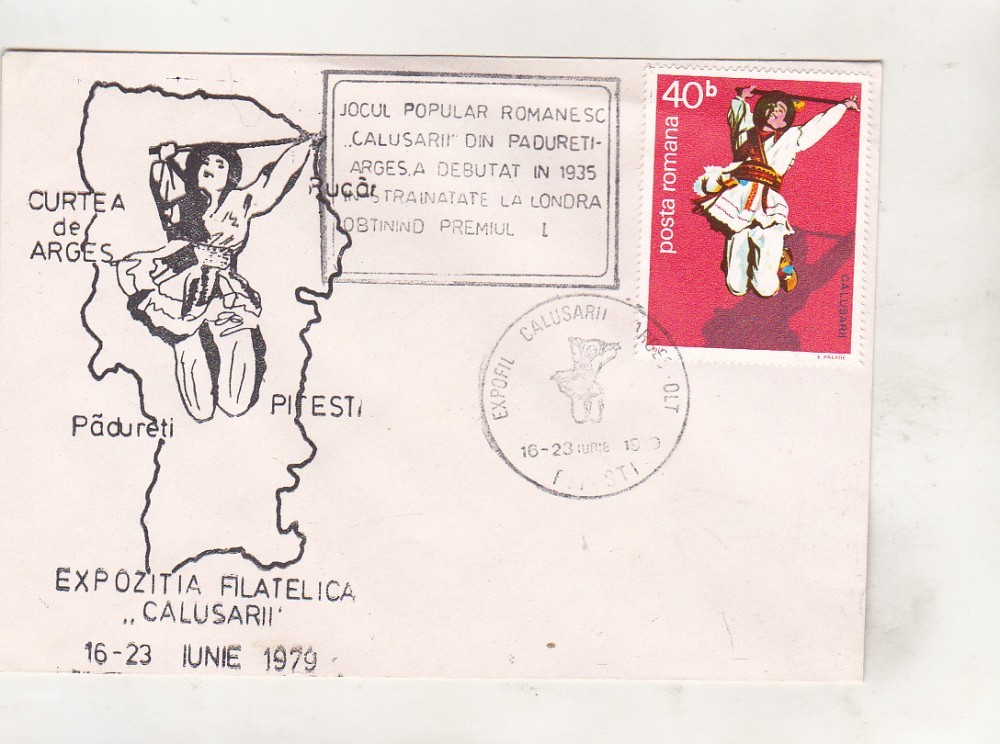 CURTEA
de
ARGES
Rucăr
Pădureti
PITESTI
EXPOZITIA FILATELICA
„CALUSARII'
16-23 IUNIE 1979
JOCUL POPULAR ROMANESC
„CALUSARII" DIN PADURETI-
ARGES, A DEBUTAT IN 1935
IN STRAINATATE LA LONDRA
OBTININD PREMIUL I
EXPOFIL CALUSARII ARGES-OLT
16-23 IUNIE
40b
posta romana
CALUSARII